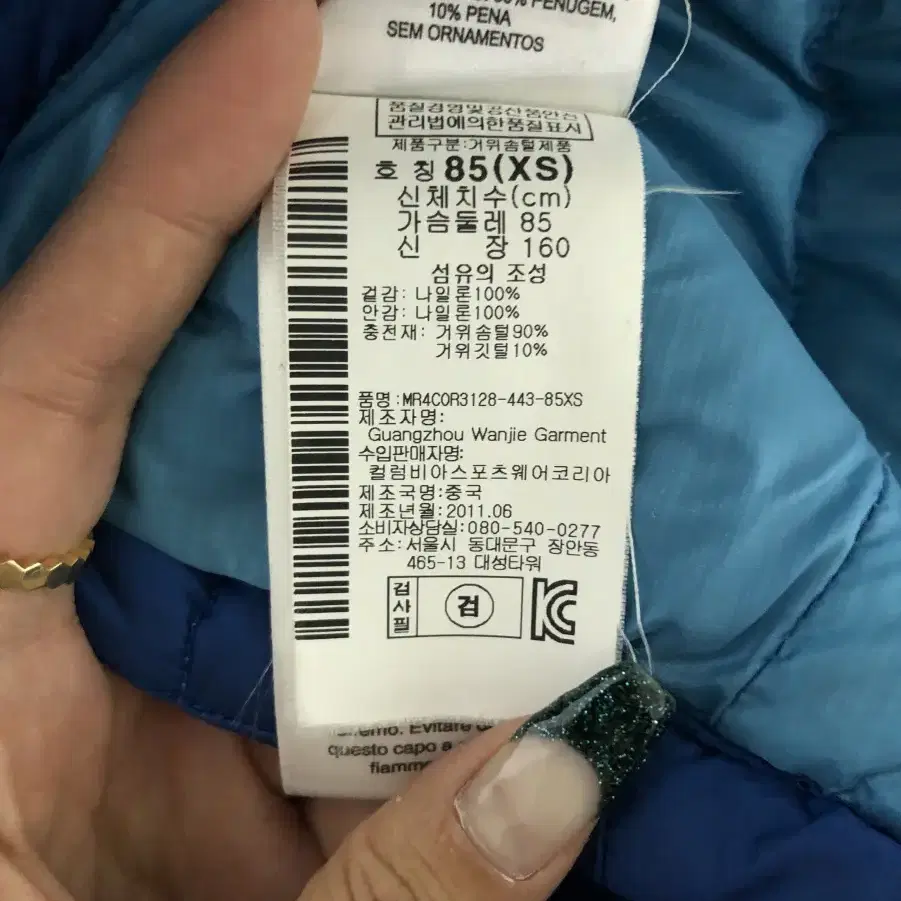 PENUGEM,
10% PENA
SEM ORNAMENTOS
품질경영및공산품안전
관리법에의한품질표시
제품구분:거위솜털제품
호 칭 85(XS)
신체치수(cm)
가슴둘레 85
신 장 160
섬유의 조성
겉감: 나일론100%
안감: 나일론100%
충전재: 거위솜털90%
거위깃털10%
품명:MR4COR3128-443-85XS
제조자명:
Guangzhou Wanjie Garment
수입판매자명:
컬럼비아스포츠웨어코리아
제조국명:중국
제조년월:2011.06
소비자상담실:080-540-0277
주소:서울시 동대문구 장안동
465-13 대성타워
검사필 검 KC
Evitare
questo capo a